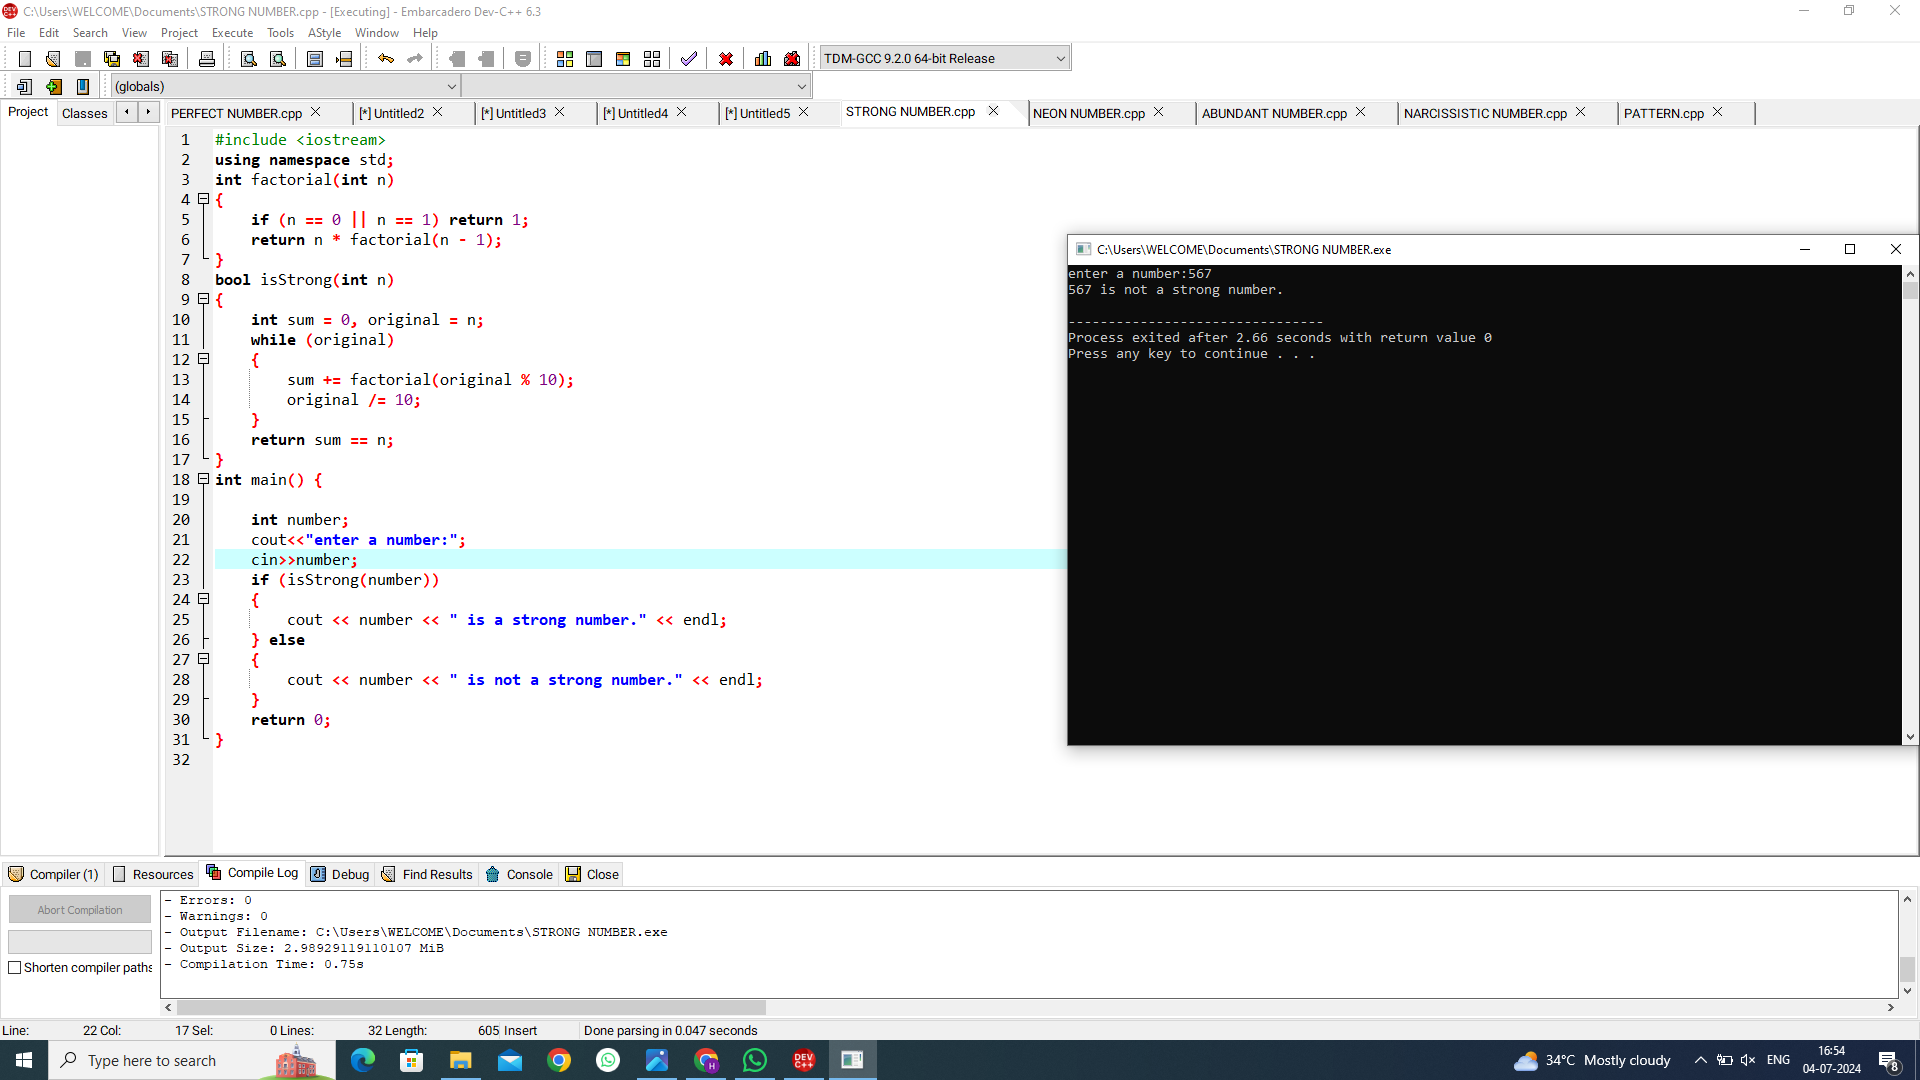 C:\Users\WELCOME\Documents\STRONG NUMBER.cpp - [Executing] - Embarcadero Dev-C++ 6.3
File Edit Search View Project Execute Tools AStyle Window Help
TDM-GCC 9.2.0 64-bit Release
(globals)
Project Classes PERFECT NUMBER.cpp [*] Untitled2 [*] Untitled3 [*] Untitled4 [*] Untitled5 STRONG NUMBER.cpp NEON NUMBER.cpp ABUNDANT NUMBER.cpp NARCISSISTIC NUMBER.cpp PATTERN.cpp
1 #include <iostream>
2 using namespace std;
3 int factorial(int n)
4 {
5 if (n == 0 || n == 1) return 1;
6 return n * factorial(n - 1);
7 }
8 bool isStrong(int n)
9 {
10 int sum = 0, original = n;
11 while (original)
12 {
13 sum += factorial(original % 10);
14 original /= 10;
15 }
16 return sum == n;
17 }
18 int main() {
19
20 int number;
21 cout<<"enter a number:";
22 cin>>number;
23 if (isStrong(number))
24 {
25 cout << number << " is a strong number." << endl;
26 } else
27 {
28 cout << number << " is not a strong number." << endl;
29 }
30 return 0;
31 }
32
C:\Users\WELCOME\Documents\STRONG NUMBER.exe
enter a number:567
567 is not a strong number.
--------------------------------
Process exited after 2.66 seconds with return value 0
Press any key to continue . . .
Compiler (1) Resources Compile Log Debug Find Results Console Close
Abort Compilation
Shorten compiler paths
- Errors: 0
- Warnings: 0
- Output Filename: C:\Users\WELCOME\Documents\STRONG NUMBER.exe
- Output Size: 2.98929119110107 MiB
- Compilation Time: 0.75s
Line: 22 Col: 17 Sel: 0 Lines: 32 Length: 605 Insert Done parsing in 0.047 seconds
Type here to search
H
DEV C++
34°C Mostly cloudy
ENG
16:54
04-07-2024
8